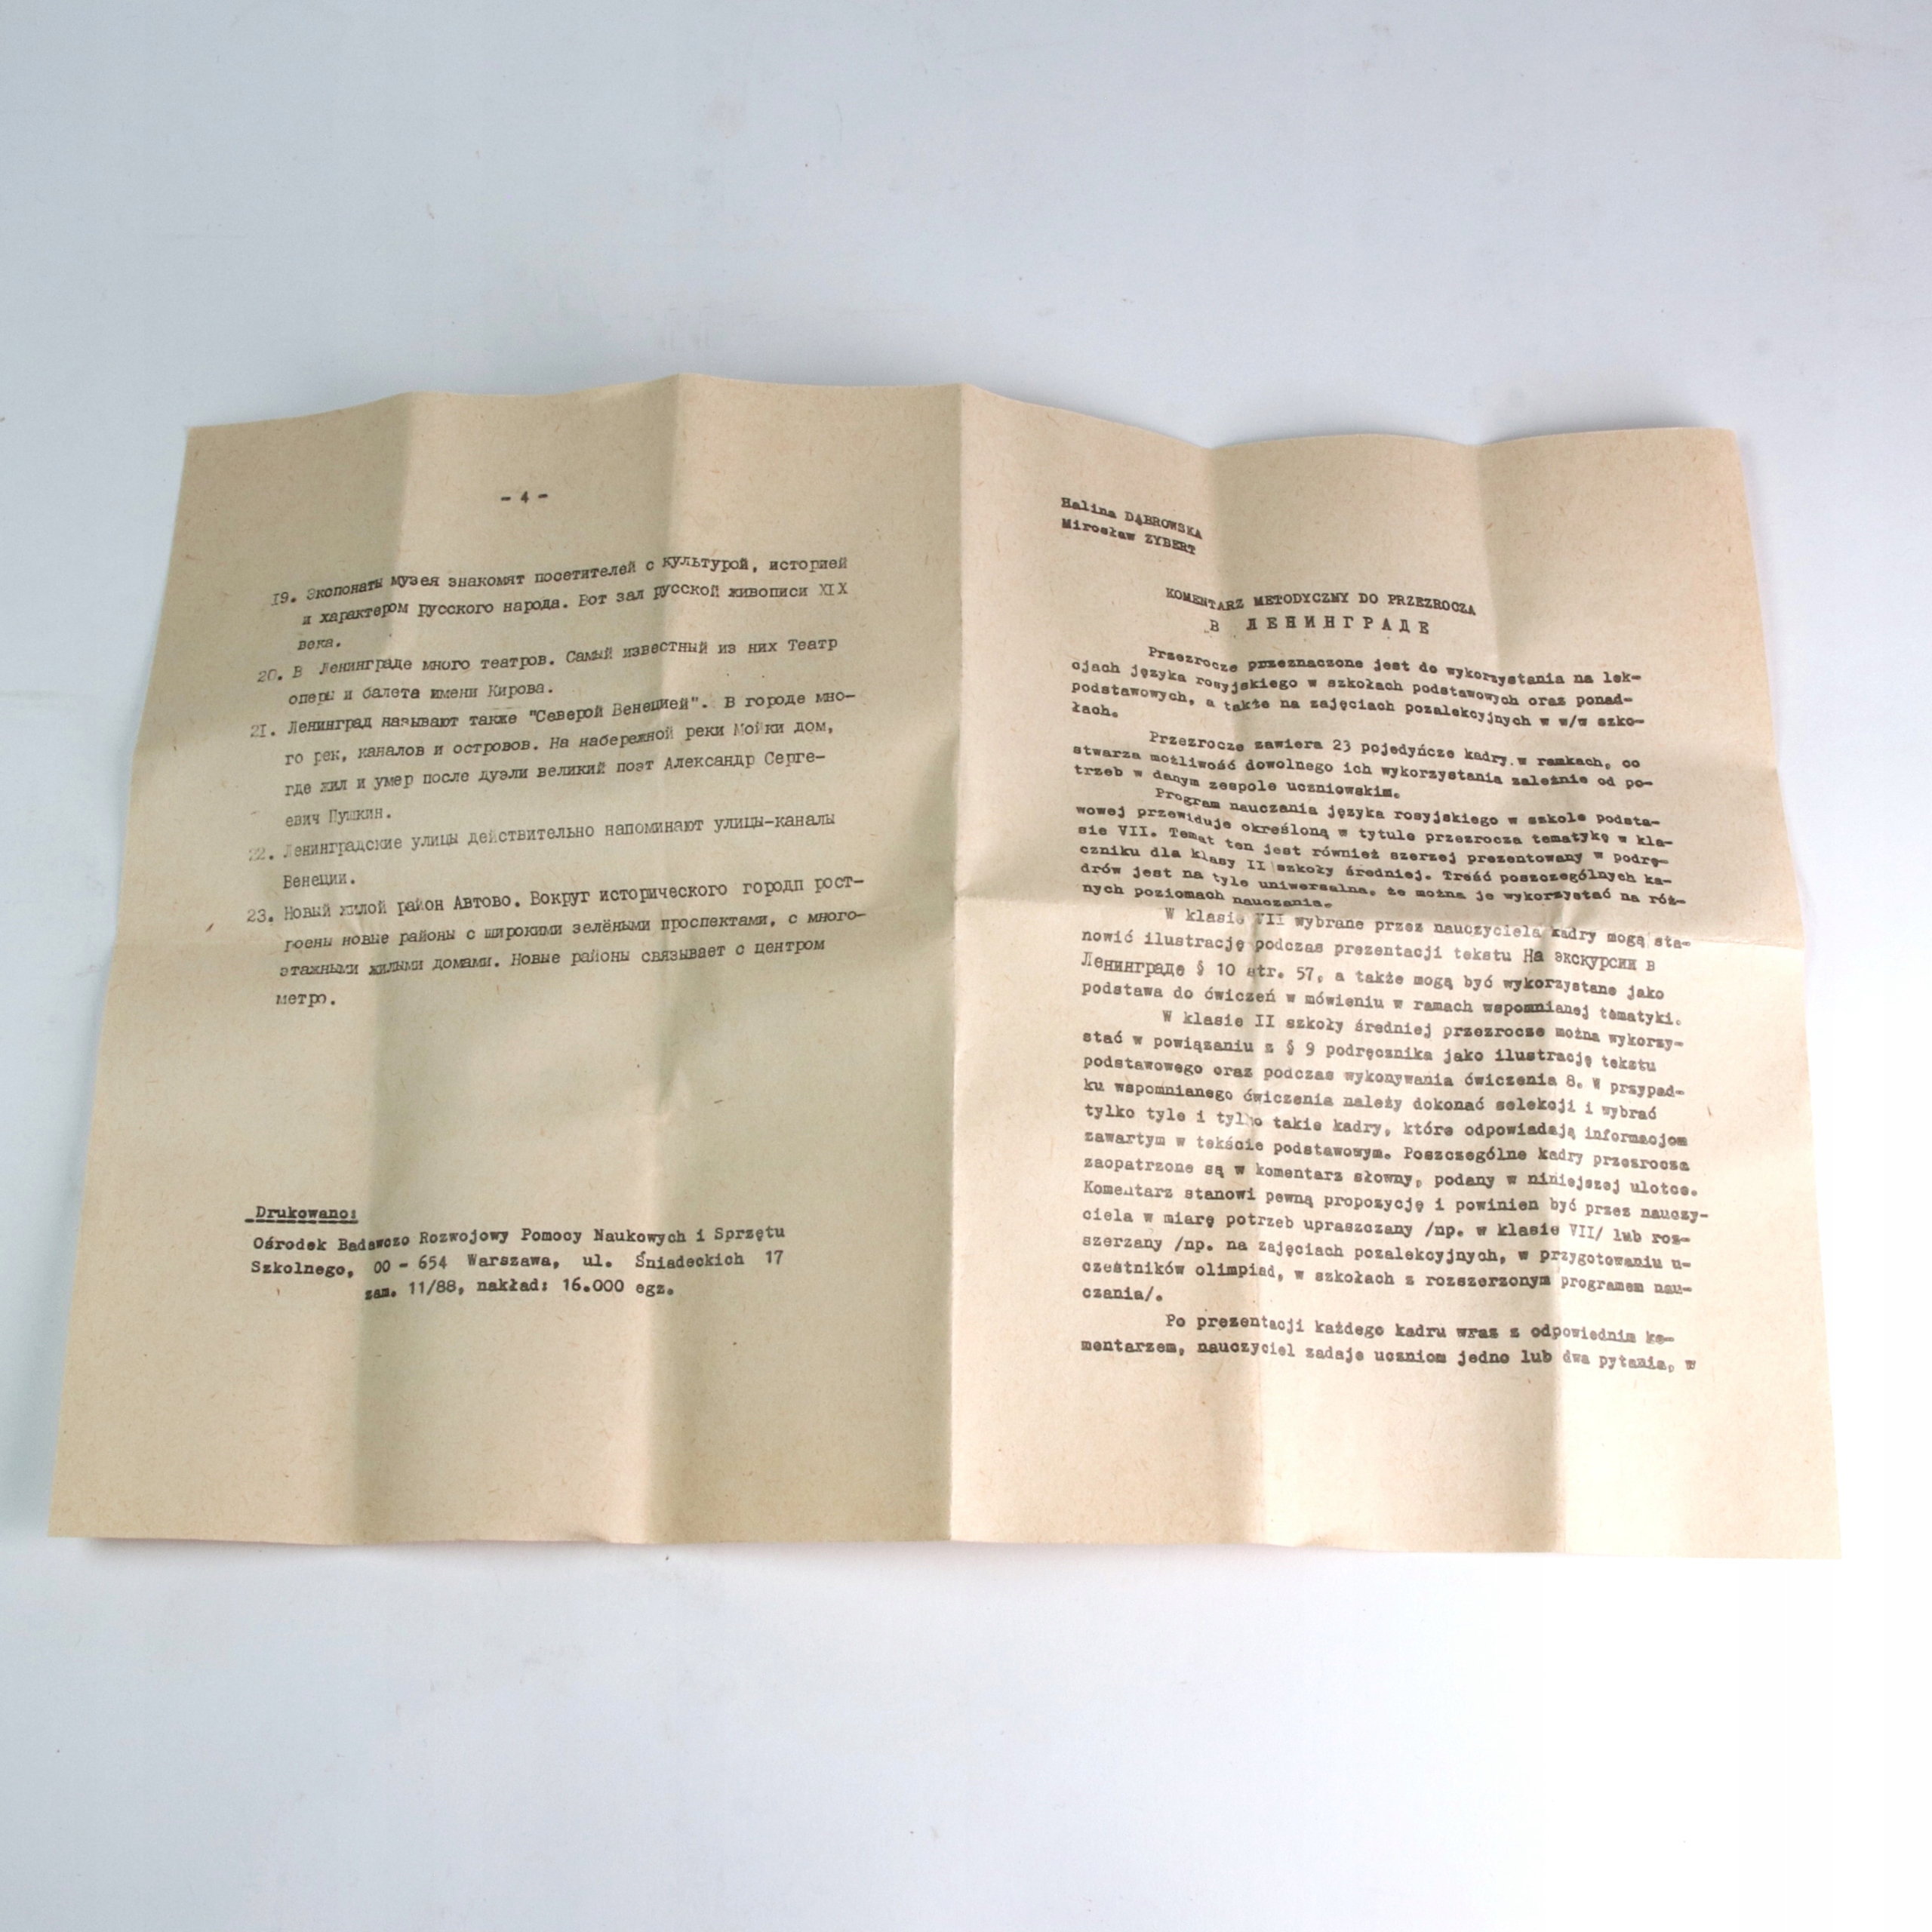 - 4 -
19. Экспонаты музея знакомят посетителей с культурой, историей
и характером русского народа. Вот зал русской живописи XIX
века.
20. В Ленинграде много театров. Самый известный из них Театр
оперы и балета имени Кирова.
21. Ленинград называют также "Северой Венецией". В городе мно-
го рек, каналов и островов. На набережной реки Мойки дом,
где жил и умер после дуэли великий поэт Александр Серге-
евич Пушкин.
22. Ленинградские улицы действительно напоминают улицы-каналы
Венеции.
23. Новый жилой район Автово. Вокруг исторического городп рост-
роены новые районы с широкими зелёными проспектами, с много-
этажными жилыми домами. Новые районы связывает с центром
метро.
Drukowano:
Ośrodek Badawczo Rozwojowy Pomocy Naukowych i Sprzętu
Szkolnego, 00 - 654 Warszawa, ul. Śniadeckich 17
zam. 11/88, nakład: 16.000 egz.
Halina DĄBROWSKA
Mirosław ZYBERT
KOMENTARZ METODYCZNY DO PRZEZROCZA
В ЛЕНИНГРАДЕ
Przezrocze przeznaczone jest do wykorzystania na lek-
cjach języka rosyjskiego w szkołach podstawowych oraz ponad-
podstawowych, a także na zajęciach pozalekcyjnych w w/w szko-
łach.
Przezrocze zawiera 23 pojedyńcze kadry w ramkach, co
stwarza możliwość dowolnego ich wykorzystania zależnie od po-
trzeb w danym zespole uczniowskim.
Program nauczania języka rosyjskiego w szkole podsta-
wowej przewiduje określoną w tytule przezrocza tematykę w kla-
sie VII. Temat ten jest również szerzej prezentowany w podrę-
czniku dla klasy II szkoły średniej. Treść poszczególnych ka-
drów jest na tyle uniwersalna, że można je wykorzystać na róż-
nych poziomach nauczania.
W klasie VII wybrane przez nauczyciela kadry mogą sta-
nowić ilustrację podczas prezentacji tekstu На экскурсии в
Ленинграде § 10 str. 57, a także mogą być wykorzystane jako
podstawa do ćwiczeń w mówieniu w ramach wspomnianej tematyki.
W klasie II szkoły średniej przezrocze można wykorzy-
stać w powiązaniu z § 9 podręcznika jako ilustrację tekstu
podstawowego oraz podczas wykonywania ćwiczenia 8. W przypad-
ku wspomnianego ćwiczenia należy dokonać selekcji i wybrać
tylko tyle i tylko takie kadry, które odpowiadają informacjom
zawartym w tekście podstawowym. Poszczególne kadry przezrocza
zaopatrzone są w komentarz słowny, podany w niniejszej ulotce.
Komentarz stanowi pewną propozycję i powinien być przez nauczy-
ciela w miarę potrzeb upraszczany /np. w klasie VII/ lub roz-
szerzany /np. na zajęciach pozalekcyjnych, w przygotowaniu u-
czestników olimpiad, w szkołach z rozszerzonym programem nau-
czania/.
Po prezentacji każdego kadru wraz z odpowiednim ko-
mentarzem, nauczyciel zadaje uczniom jedno lub dwa pytania, w